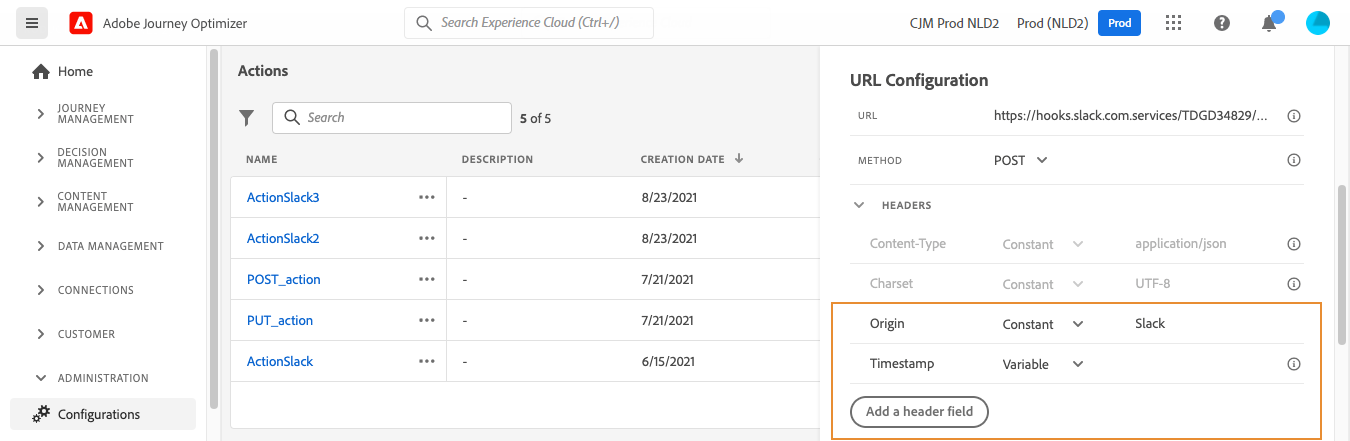 Adobe Journey Optimizer
Search Experience Cloud (Ctrl+/)
CJM Prod NLD2
Prod (NLD2)
Prod
Home
JOURNEY
MANAGEMENT
DECISION
MANAGEMENT
CONTENT
MANAGEMENT
DATA MANAGEMENT
CONNECTIONS
CUSTOMER
ADMINISTRATION
Configurations
Actions
Search
5 of 5
NAME DESCRIPTION CREATION DATE
ActionSlack3 - 8/23/2021
ActionSlack2 - 8/23/2021
POST_action - 7/21/2021
PUT_action - 7/21/2021
ActionSlack - 6/15/2021
URL Configuration
URL https://hooks.slack.com.services/TDGD34829/...
METHOD POST
HEADERS
Content-Type Constant application/json
Charset Constant UTF-8
Origin Constant Slack
Timestamp Variable
Add a header field